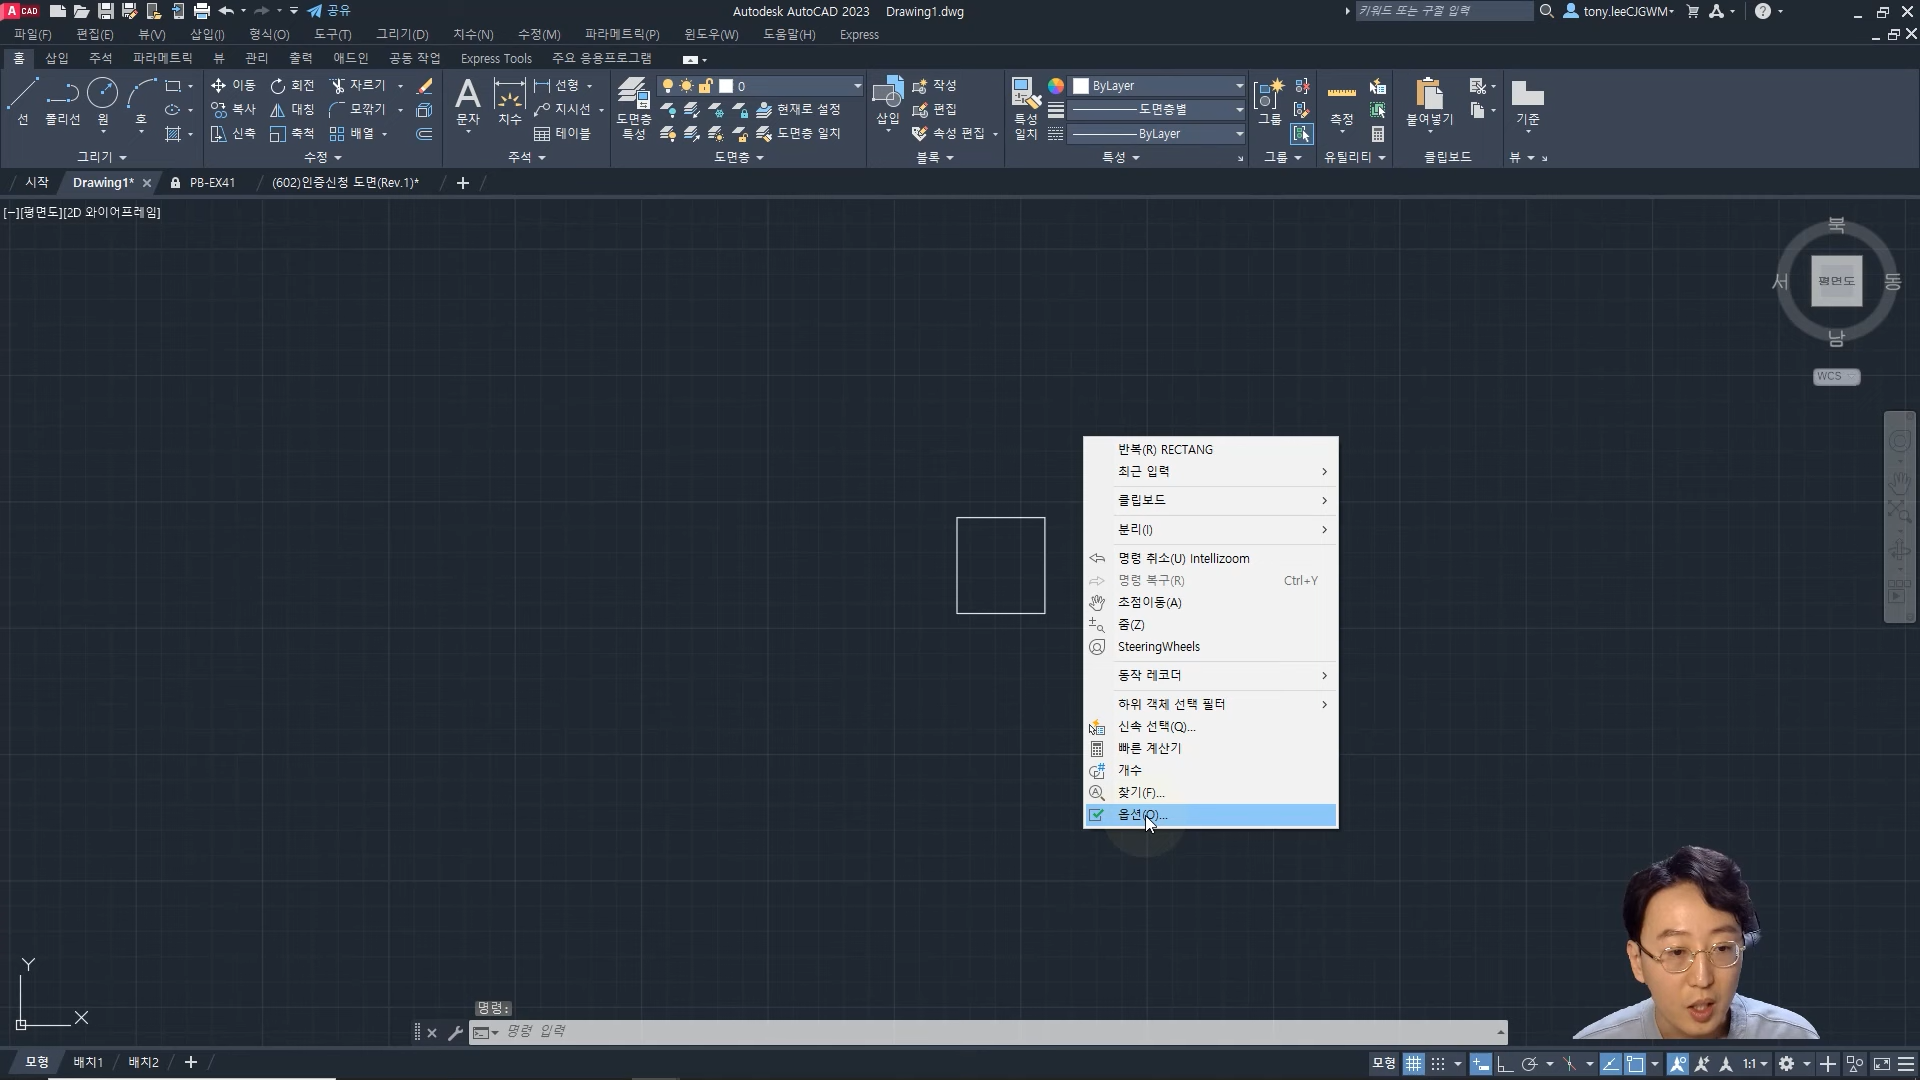 A CAD 공유 Autodesk AutoCAD 2023 Drawing1.dwg 키워드 또는 구절 입력 tony.leeCJGWM
파일(F) 편집(E) 뷰(V) 삽입(I) 형식(O) 도구(T) 그리기(D) 치수(N) 수정(M) 파라메트릭(P) 윈도우(W) 도움말(H) Express
홈 삽입 주석 파라메트릭 뷰 관리 출력 애드인 공동 작업 Express Tools 주요 응용프로그램
선 폴리선 원 호
이동 회전 자르기
복사 대칭 모깎기
신축 축척 배열
문자 치수
선형
지시선
테이블
도면층
특성
0
현재로 설정
도면층 일치
삽입
작성
편집
속성 편집
특성
일치
ByLayer
도면층별
ByLayer
그룹
측정
붙여넣기
기준
그리기 수정 주석 도면층 블록 특성 그룹 유틸리티 클립보드 뷰
시작 Drawing1* PB-EX41 (602)인증신청 도면(Rev.1)*
[−][평면도][2D 와이어프레임]
북
서 평면도 동
남
WCS
반복(R) RECTANG
최근 입력
클립보드
분리(I)
명령 취소(U) Intellizoom
명령 복구(R) Ctrl+Y
초점이동(A)
줌(Z)
SteeringWheels
동작 레코더
하위 객체 선택 필터
신속 선택(Q)...
빠른 계산기
개수
찾기(F)...
옵션(O)...
Y
X
명령:
명령 입력
모형 배치1 배치2 모형 1:1